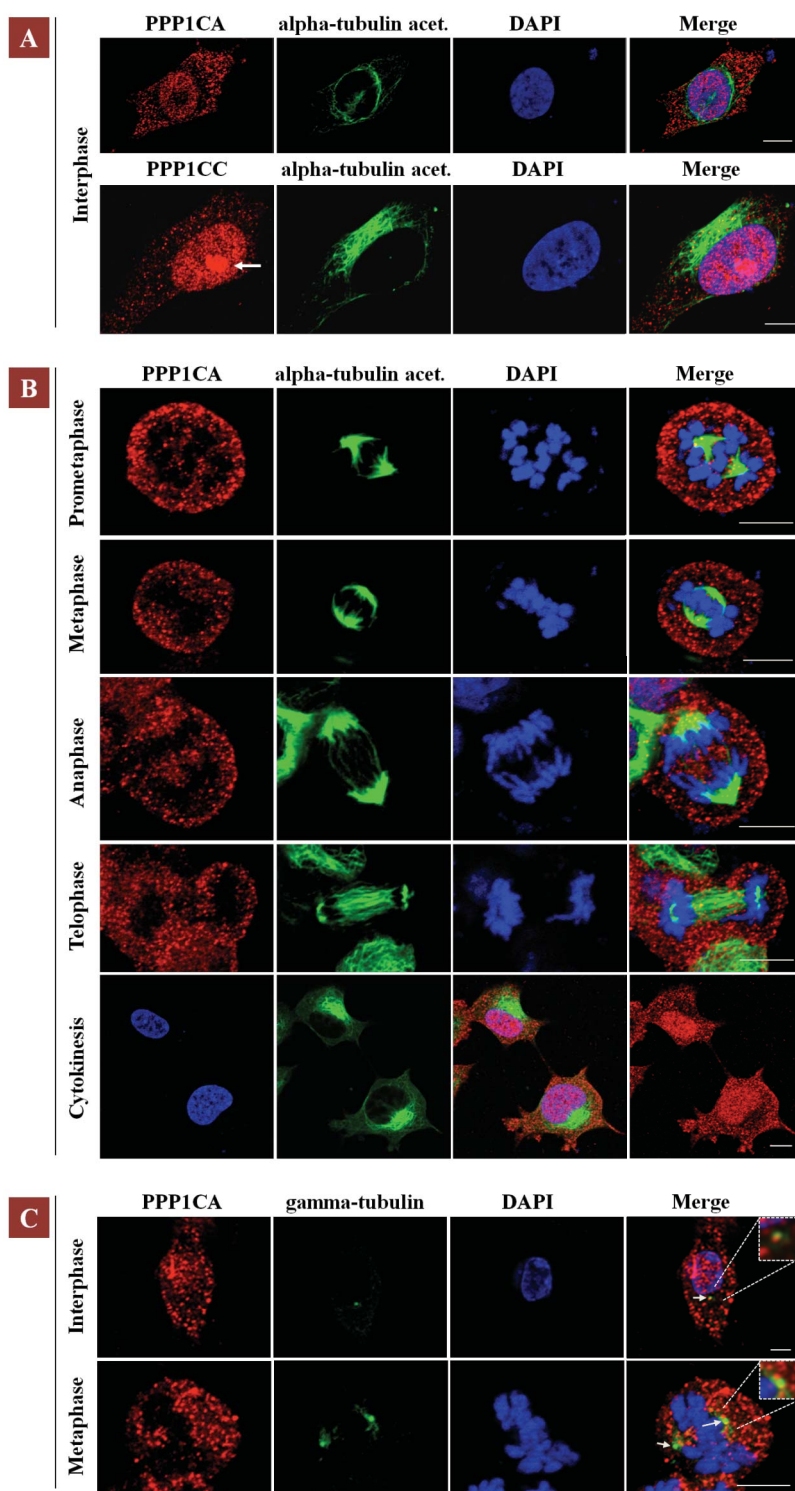 A
PPP1CA alpha-tubulin acet. DAPI Merge
Interphase
PPP1CC alpha-tubulin acet. DAPI Merge
B
PPP1CA alpha-tubulin acet. DAPI Merge
Prometaphase
Metaphase
Anaphase
Telophase
Cytokinesis
C
PPP1CA gamma-tubulin DAPI Merge
Interphase
Metaphase